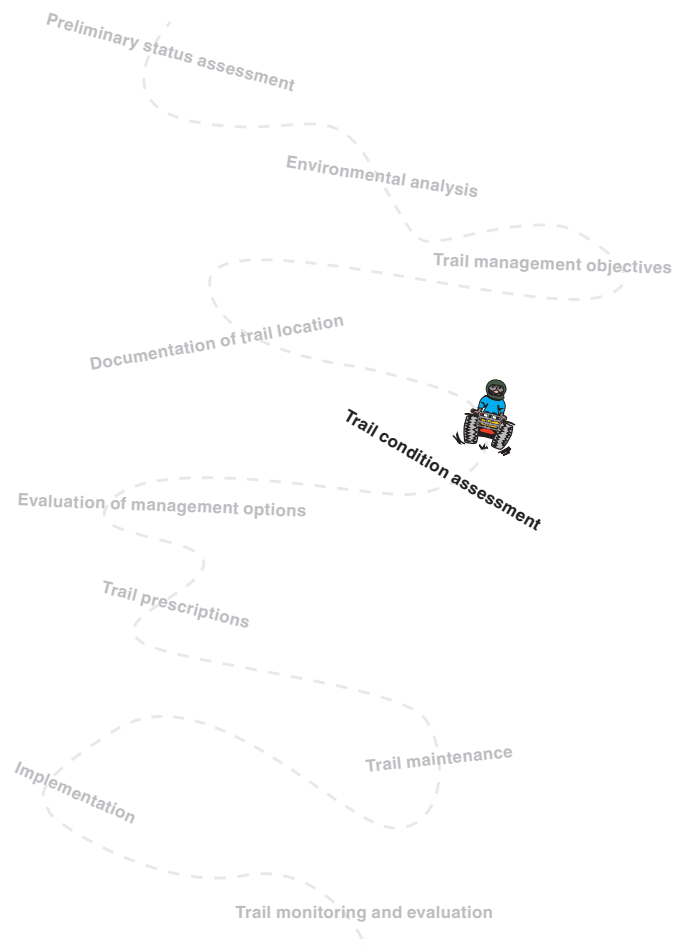 Preliminary status assessment
Environmental analysis
Trail management objectives
Documentation of trail location
Trail condition assessment
Evaluation of management options
Trail prescriptions
Trail maintenance
Implementation
Trail monitoring and evaluation